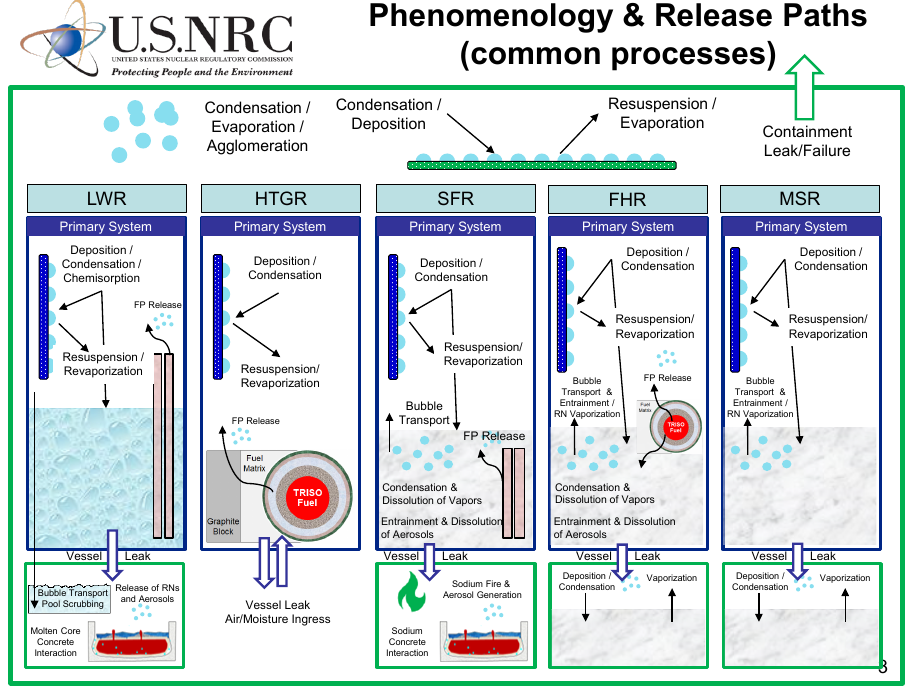 Phenomenology & Release Paths
(common processes)
U.S.NRC
UNITED STATES NUCLEAR REGULATORY COMMISSION
Protecting People and the Environment
Condensation /
Evaporation /
Agglomeration
Condensation /
Deposition
Resuspension /
Evaporation
Containment
Leak/Failure
LWR
Primary System
Deposition /
Condensation /
Chemisorption
FP Release
Resuspension /
Revaporization
Vessel Leak
Bubble Transport
Pool Scrubbing
Release of RNs
and Aerosols
Molten Core
Concrete
Interaction
HTGR
Primary System
Deposition /
Condensation
Resuspension/
Revaporization
FP Release
Fuel
Matrix
TRISO
Fuel
Graphite
Block
Vessel Leak
Air/Moisture Ingress
SFR
Primary System
Deposition /
Condensation
Resuspension/
Revaporization
Bubble
Transport
FP Release
Condensation &
Dissolution of Vapors
Entrainment & Dissolution
of Aerosols
Vessel Leak
Sodium Fire &
Aerosol Generation
Sodium
Concrete
Interaction
FHR
Primary System
Deposition /
Condensation
Resuspension/
Revaporization
FP Release
Bubble
Transport &
Entrainment /
RN Vaporization
Fuel
Matrix
TRISO
Fuel
Condensation &
Dissolution of Vapors
Entrainment & Dissolution
of Aerosols
Vessel Leak
Deposition /
Condensation
Vaporization
MSR
Primary System
Deposition /
Condensation
Resuspension/
Revaporization
Bubble
Transport &
Entrainment /
RN Vaporization
Vessel Leak
Deposition /
Condensation
Vaporization
3